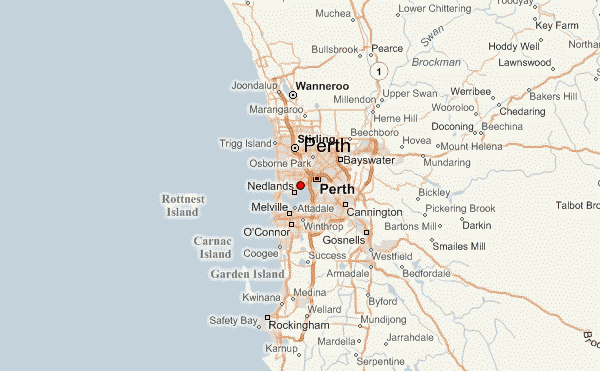 Lower Chittering
Toodyay
Muchea
Key Farm
Swan
Hoddy Well
Northam
Bullsbrook
Pearce
Brockman
Lawnswood
1
Joondalup
Wanneroo
Werribee
Bakers Hill
Millendon
Upper Swan
Wooroloo
Chedaring
Marangaroo
Herne Hill
Doconing
Beechina
Beechboro
Stirling
Perth
Trigg Island
Hovea
Mount Helena
Osborne Park
Bayswater
Mundaring
Nedlands
Perth
Rottnest
Island
Bickley
Talbot Bro
Melville
Attadale
Cannington
Pickering Brook
O'Connor
Winthrop
Bartons Mill
Darkin
Carnac
Island
Gosnells
Smailes Mill
Coogee
Success
Westfield
Garden Island
Armadale
Bedfordale
Kwinana
Medina
Byford
Wellard
Safety Bay
Rockingham
Mundijong
Mardella
Jarrahdale
Bro
Karnup
Serpentine